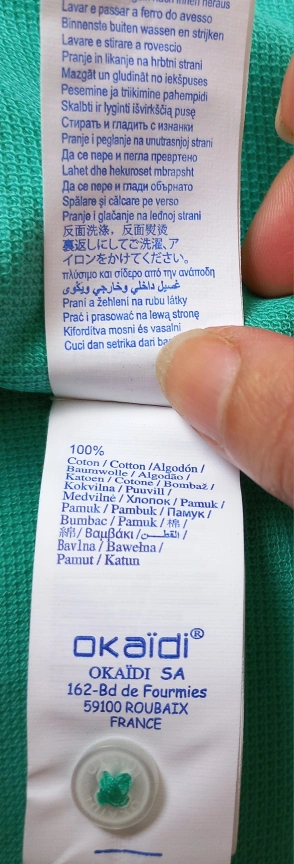 Lavar e passar a ferro do avesso
Binnenste buiten wassen en strijken
Lavare e stirare a rovescio
Pranje in likanje na hrbtni strani
Mazgāt un gludināt no iekšpuses
Pesemine ja triikimine pahempidi
Skalbti ir lyginti išvirkščią pusę
Стирать и гладить с изнанки
Pranje i peglanje na unutrasnjoj strani
Да се пере и пегла превртено
Lahet dhe hekuroset mbrapsht
Да се пере и глади обърнато
Spălare şi călcare pe verso
Pranje i glačanje na leđnoj strani
反面洗涤，反面熨烫
裏返しにしてご洗濯、ア
イロンをかけてください。
πλύσιμο και σίδερο από την ανάποδη
غسيل داخلي وخارجي ويكوى
Praní a žehlení na rubu látky
Prać i prasować na lewą stronę
Kifordítva mosni és vasalni
Cuci dan setrika dari
100%
Coton / Cotton /Algodón /
Baumwolle / Algodão /
Katoen / Cotone / Bombaž /
Kokvilna / Puuvill /
Medvilnė / Хлопок / Pamuk /
Pamuk / Pambuk / Памук /
Bumbac / Pamuk / 棉 /
綿/ Βαμβάκι / القطن /
Bavlna / Bawełna /
Pamut / Katun
OKAÏDI®
OKAÏDI SA
162-Bd de Fourmies
59100 ROUBAIX
FRANCE